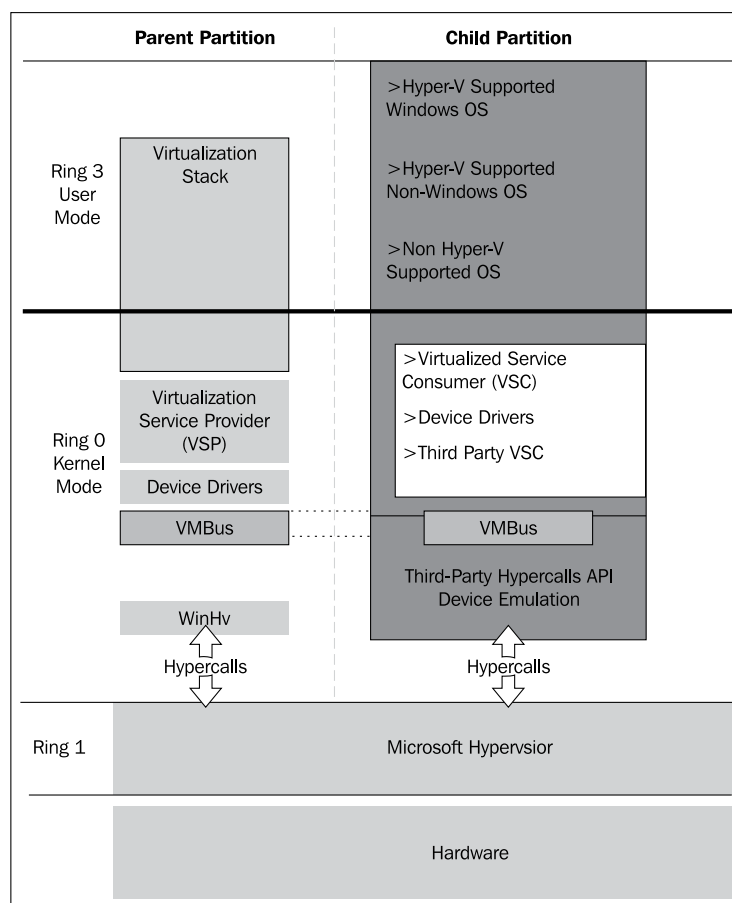 Parent Partition
Child Partition
Ring 3
User
Mode
Virtualization
Stack
>Hyper-V Supported
Windows OS
>Hyper-V Supported
Non-Windows OS
>Non Hyper-V
Supported OS
Ring 0
Kernel
Mode
Virtualization
Service Provider
(VSP)
Device Drivers
VMBus
WinHv
Hypercalls
>Virtualized Service
Consumer (VSC)
>Device Drivers
>Third Party VSC
VMBus
Third-Party Hypercalls API
Device Emulation
Hypercalls
Ring 1
Microsoft Hypervsior
Hardware